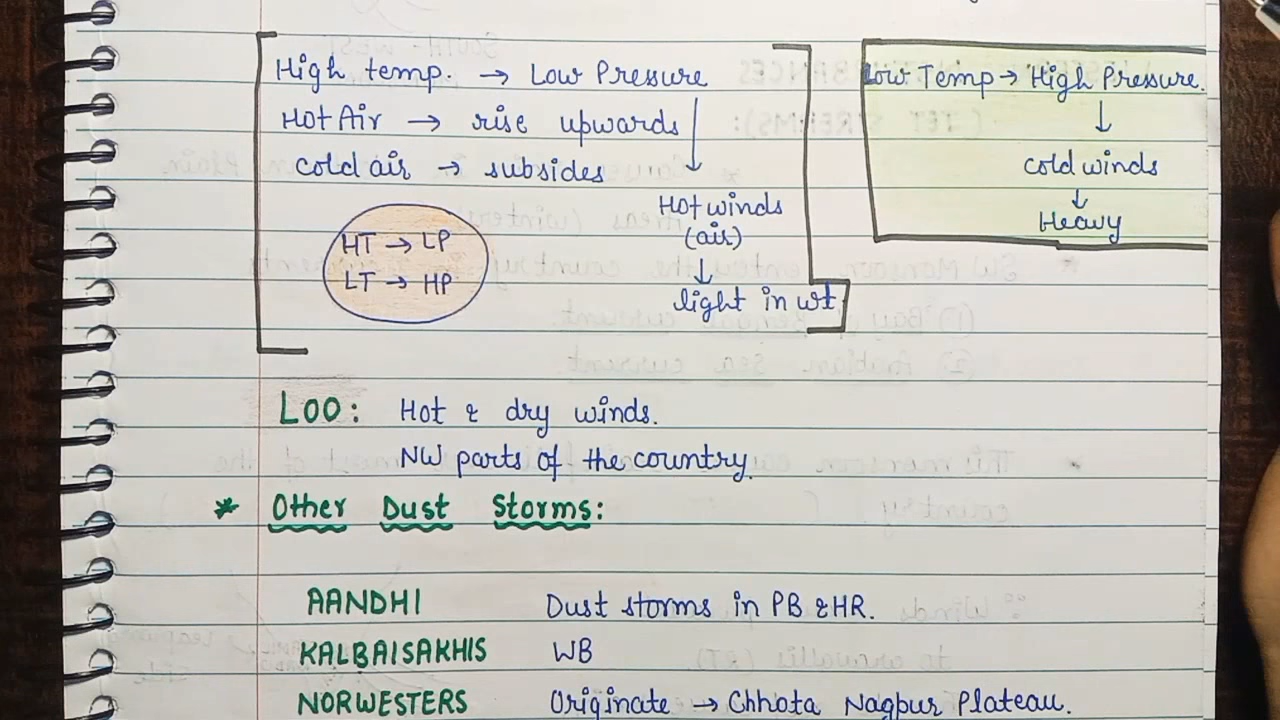 High temp. → Low Pressure
Hot Air → rise upwards
cold air → subsides
Hot winds
(air)
light in wt
HT → LP
LT → HP
Low Temp → High Pressure.
cold winds
Heavy
LOO: Hot & dry winds.
NW parts of the country.
* Other Dust Storms:
AANDHI Dust storms in PB & HR.
KALBAISAKHIS WB
NORWESTERS Originate → Chhota Nagpur Plateau.